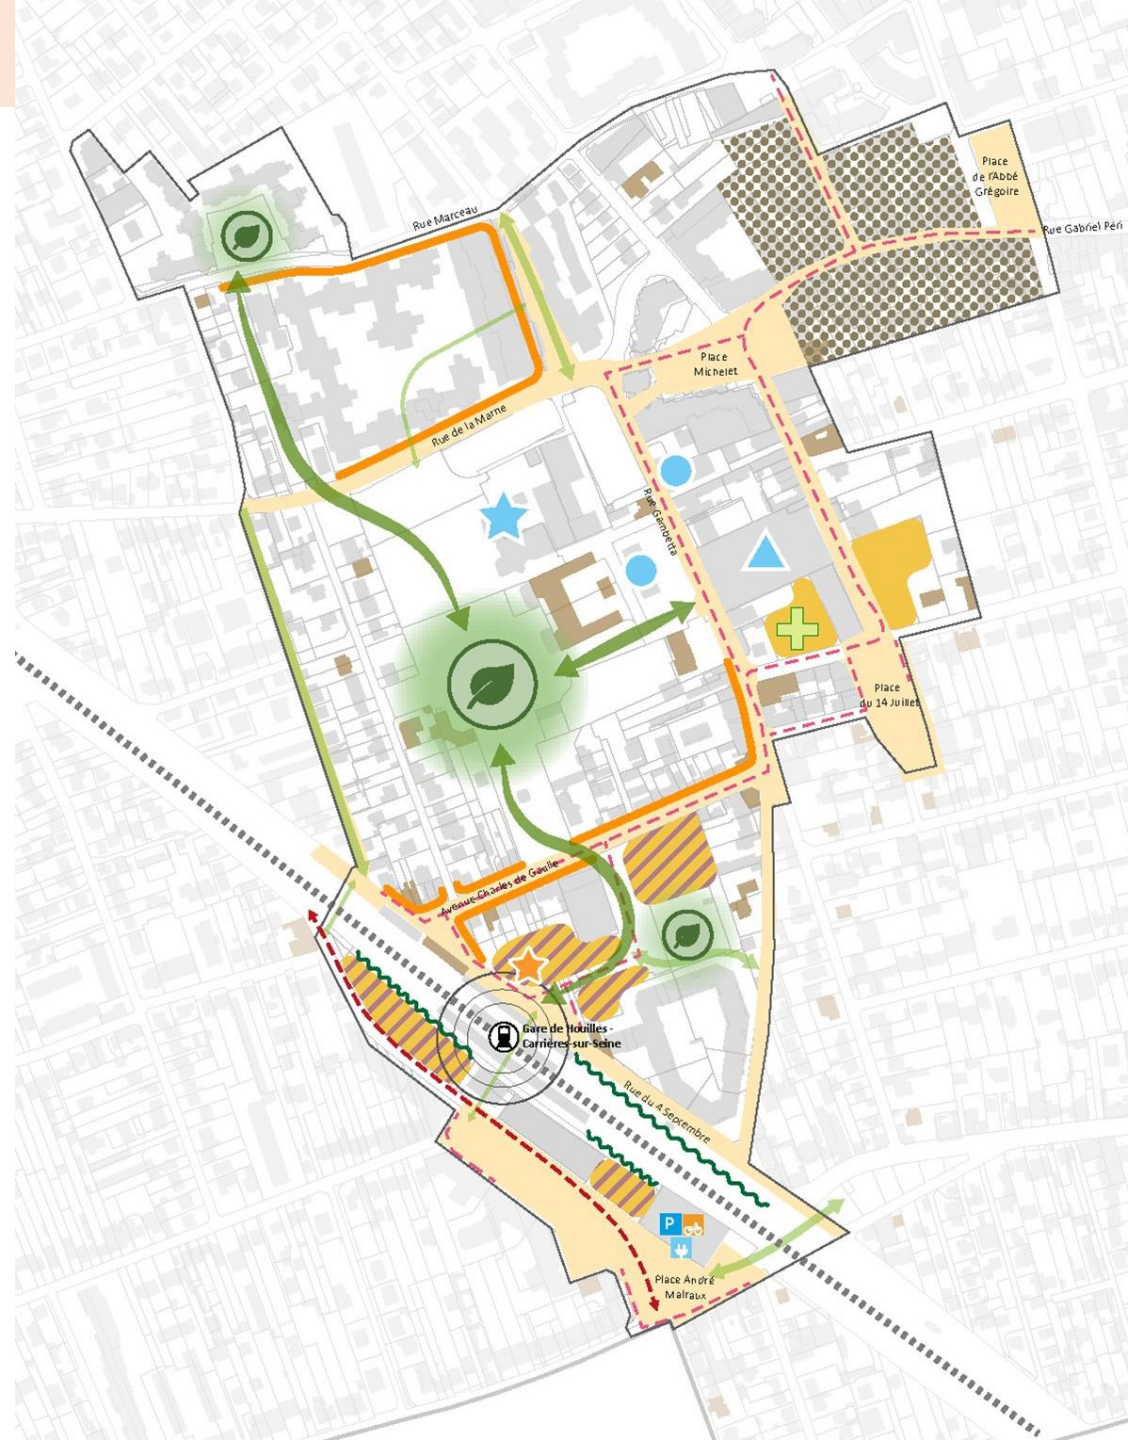 Place
de l'Abbé
Grégoire
Rue Marceau
Rue Gabriel Péri
Place
Michelet
Rue de la Marne
Rue Gambetta
Place
du 14 Juillet
Avenue Charles de Gaulle
Gare de Houilles -
Carrières-sur-Seine
Rue du 4 Septembre
P
Place André
Malraux